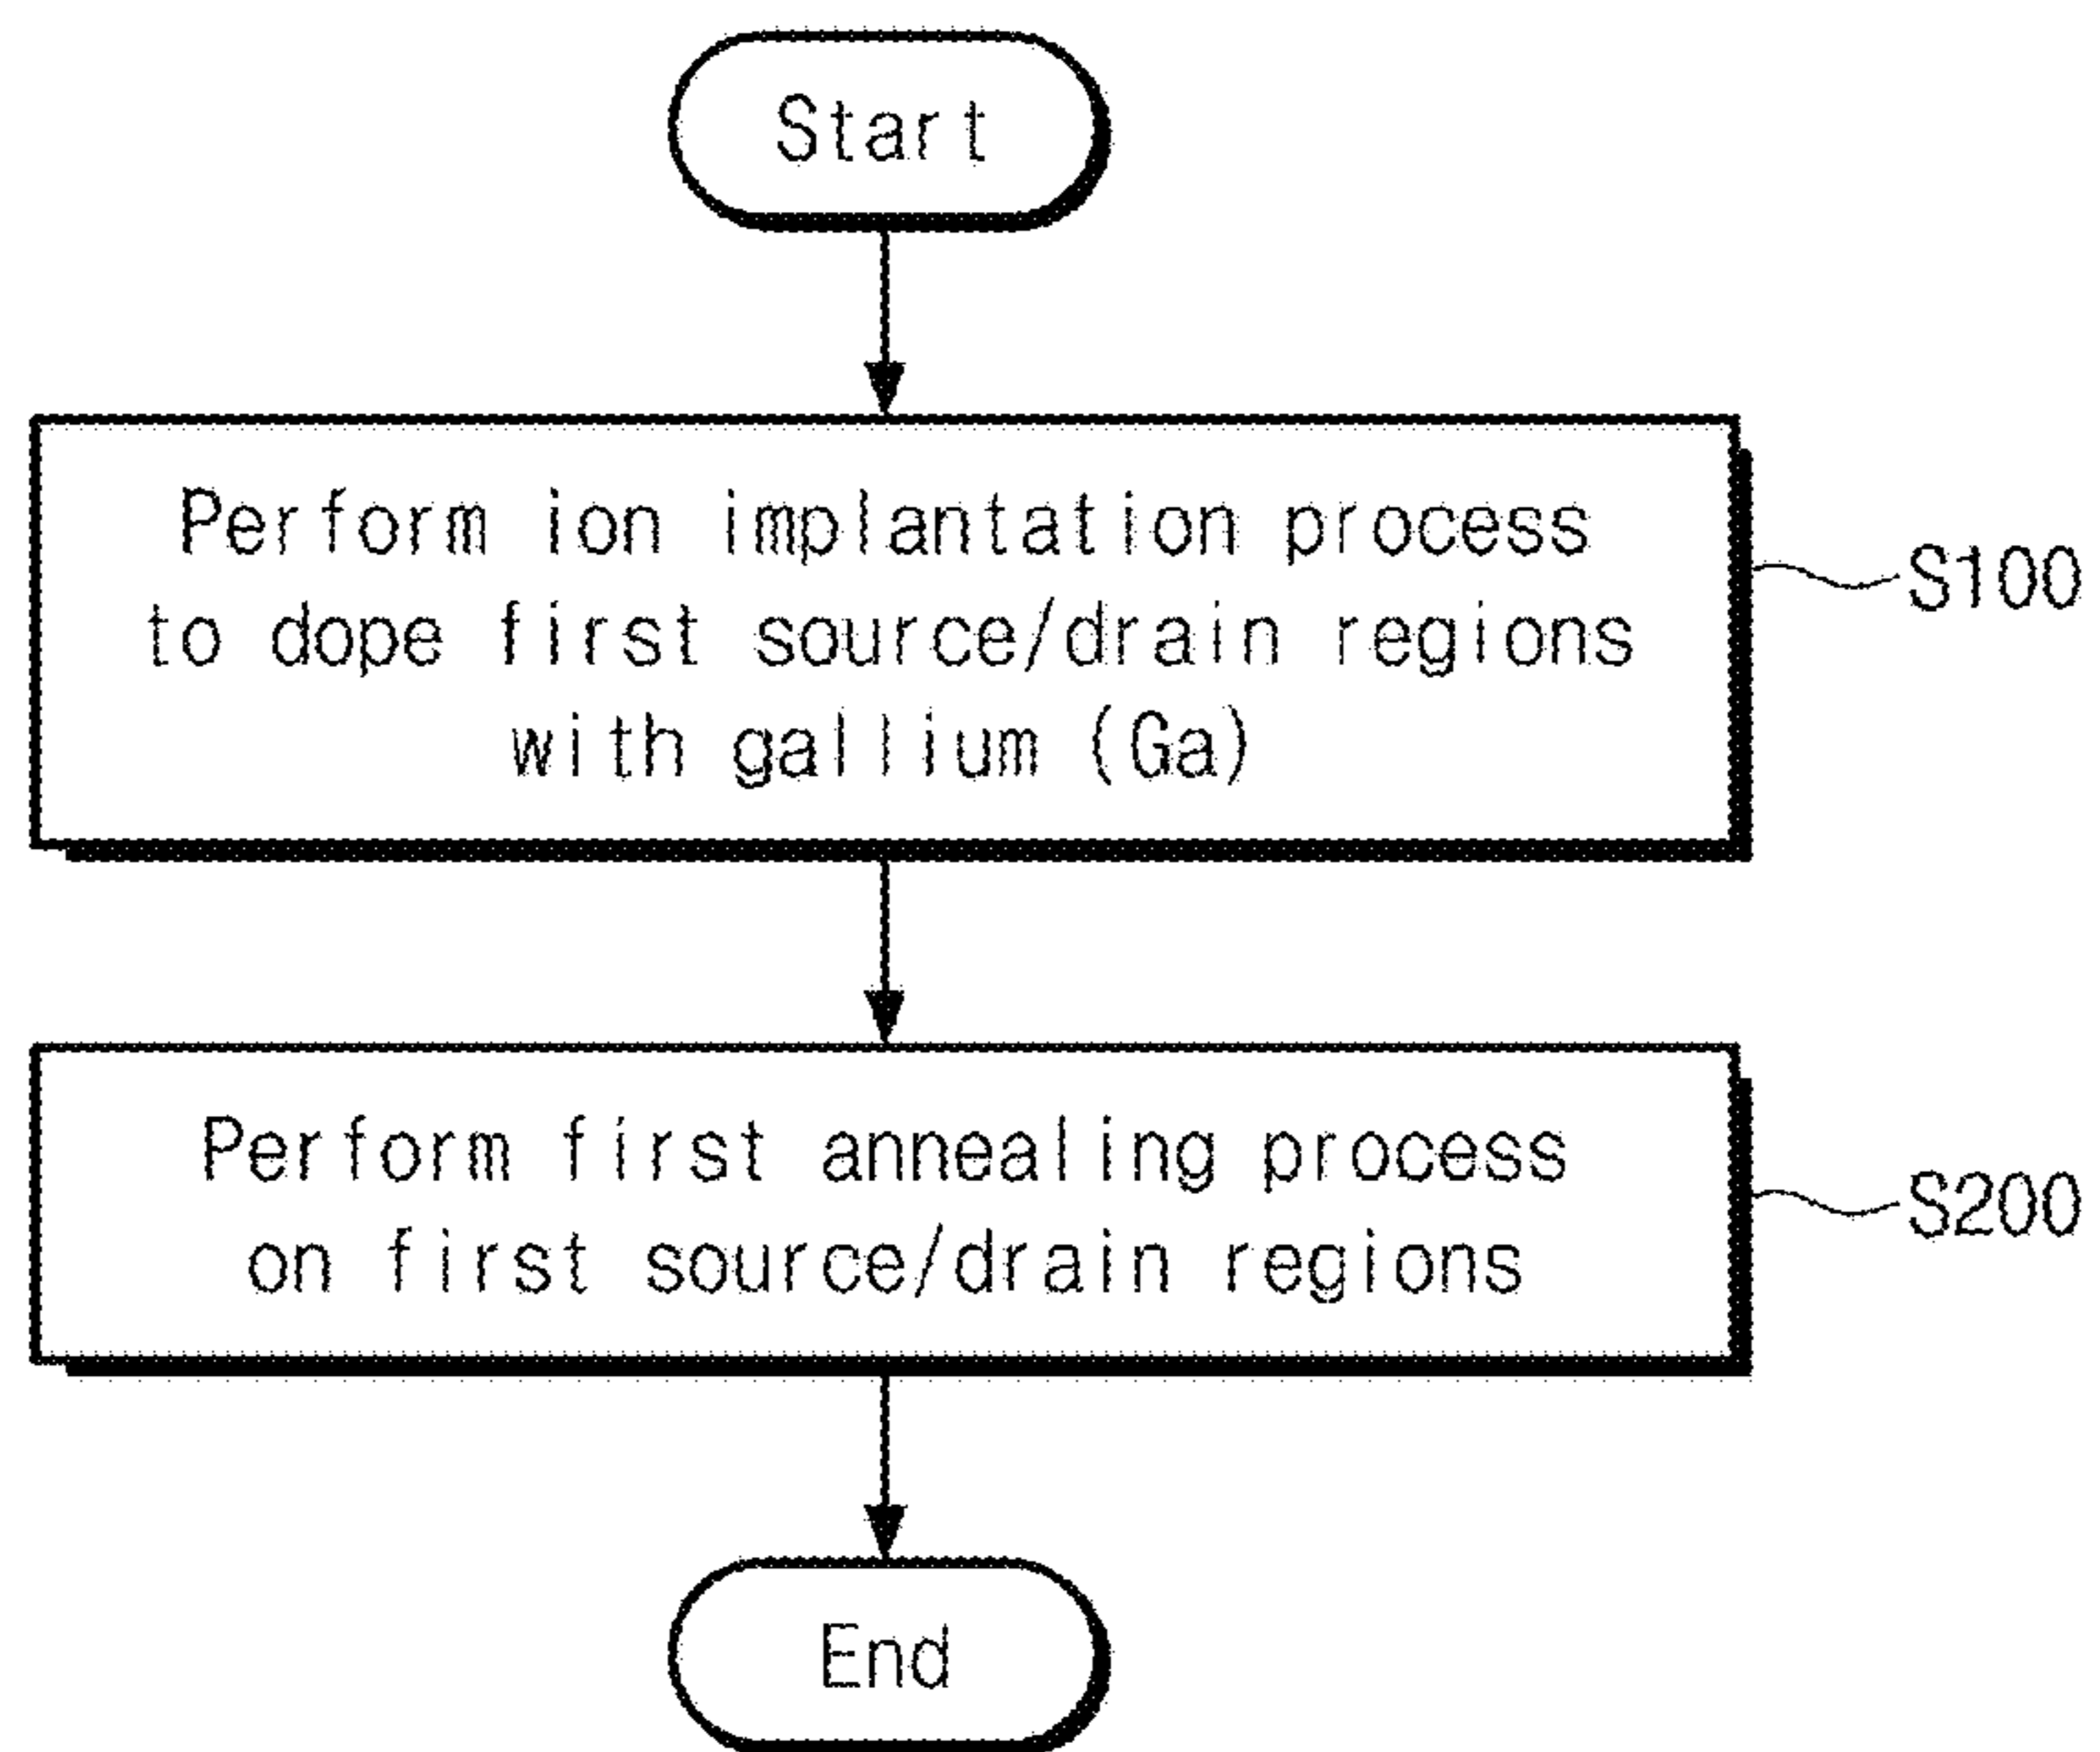 Start
Perform ion implantation process
to dope first source/drain regions
with gallium (Ga)
S100
Perform first annealing process
on first source/drain regions
S200
End